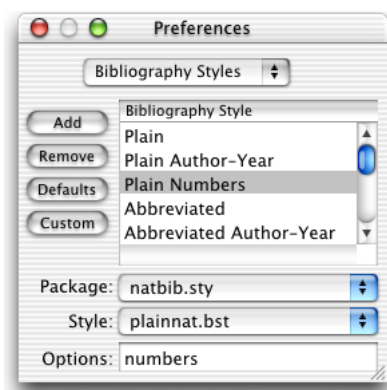 Preferences
Bibliography Styles
Add
Remove
Defaults
Custom
Bibliography Style
Plain
Plain Author-Year
Plain Numbers
Abbreviated
Abbreviated Author-Year
Package: natbib.sty
Style: plainnat.bst
Options: numbers